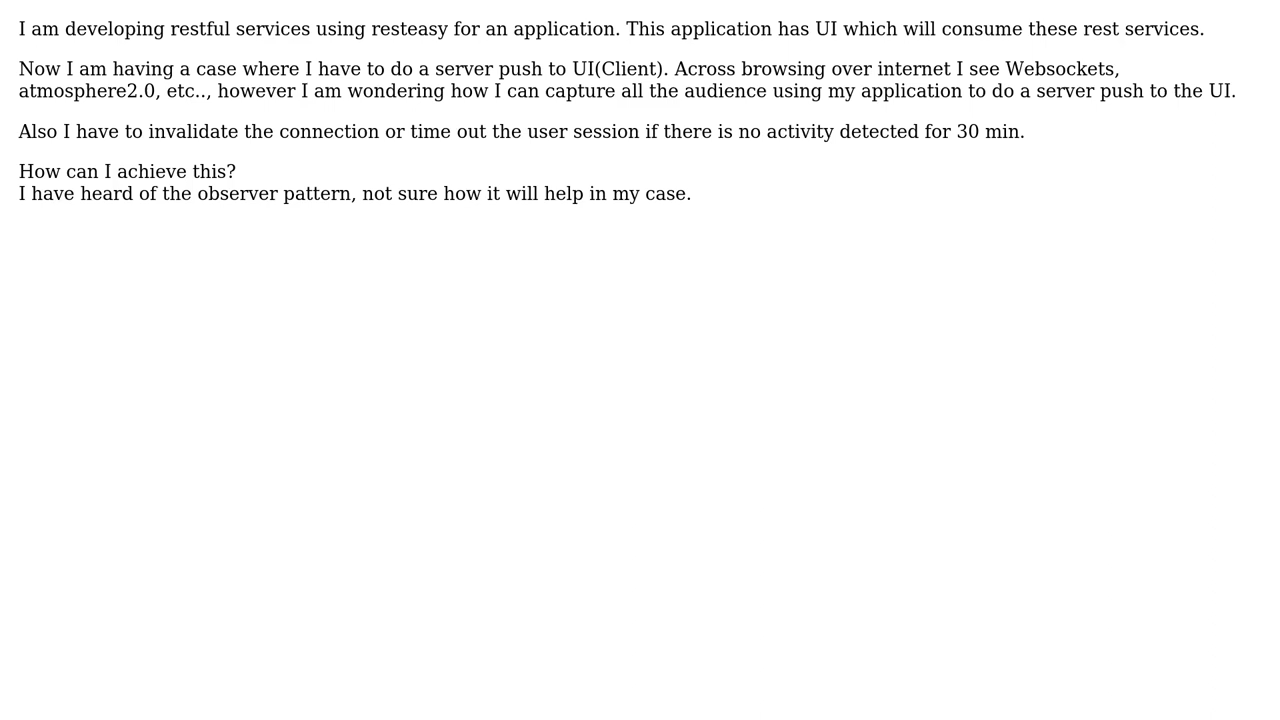 I am developing restful services using resteasy for an application. This application has UI which will consume these rest services.
Now I am having a case where I have to do a server push to UI(Client). Across browsing over internet I see Websockets,
atmosphere2.0, etc.., however I am wondering how I can capture all the audience using my application to do a server push to the UI.
Also I have to invalidate the connection or time out the user session if there is no activity detected for 30 min.
How can I achieve this?
I have heard of the observer pattern, not sure how it will help in my case.